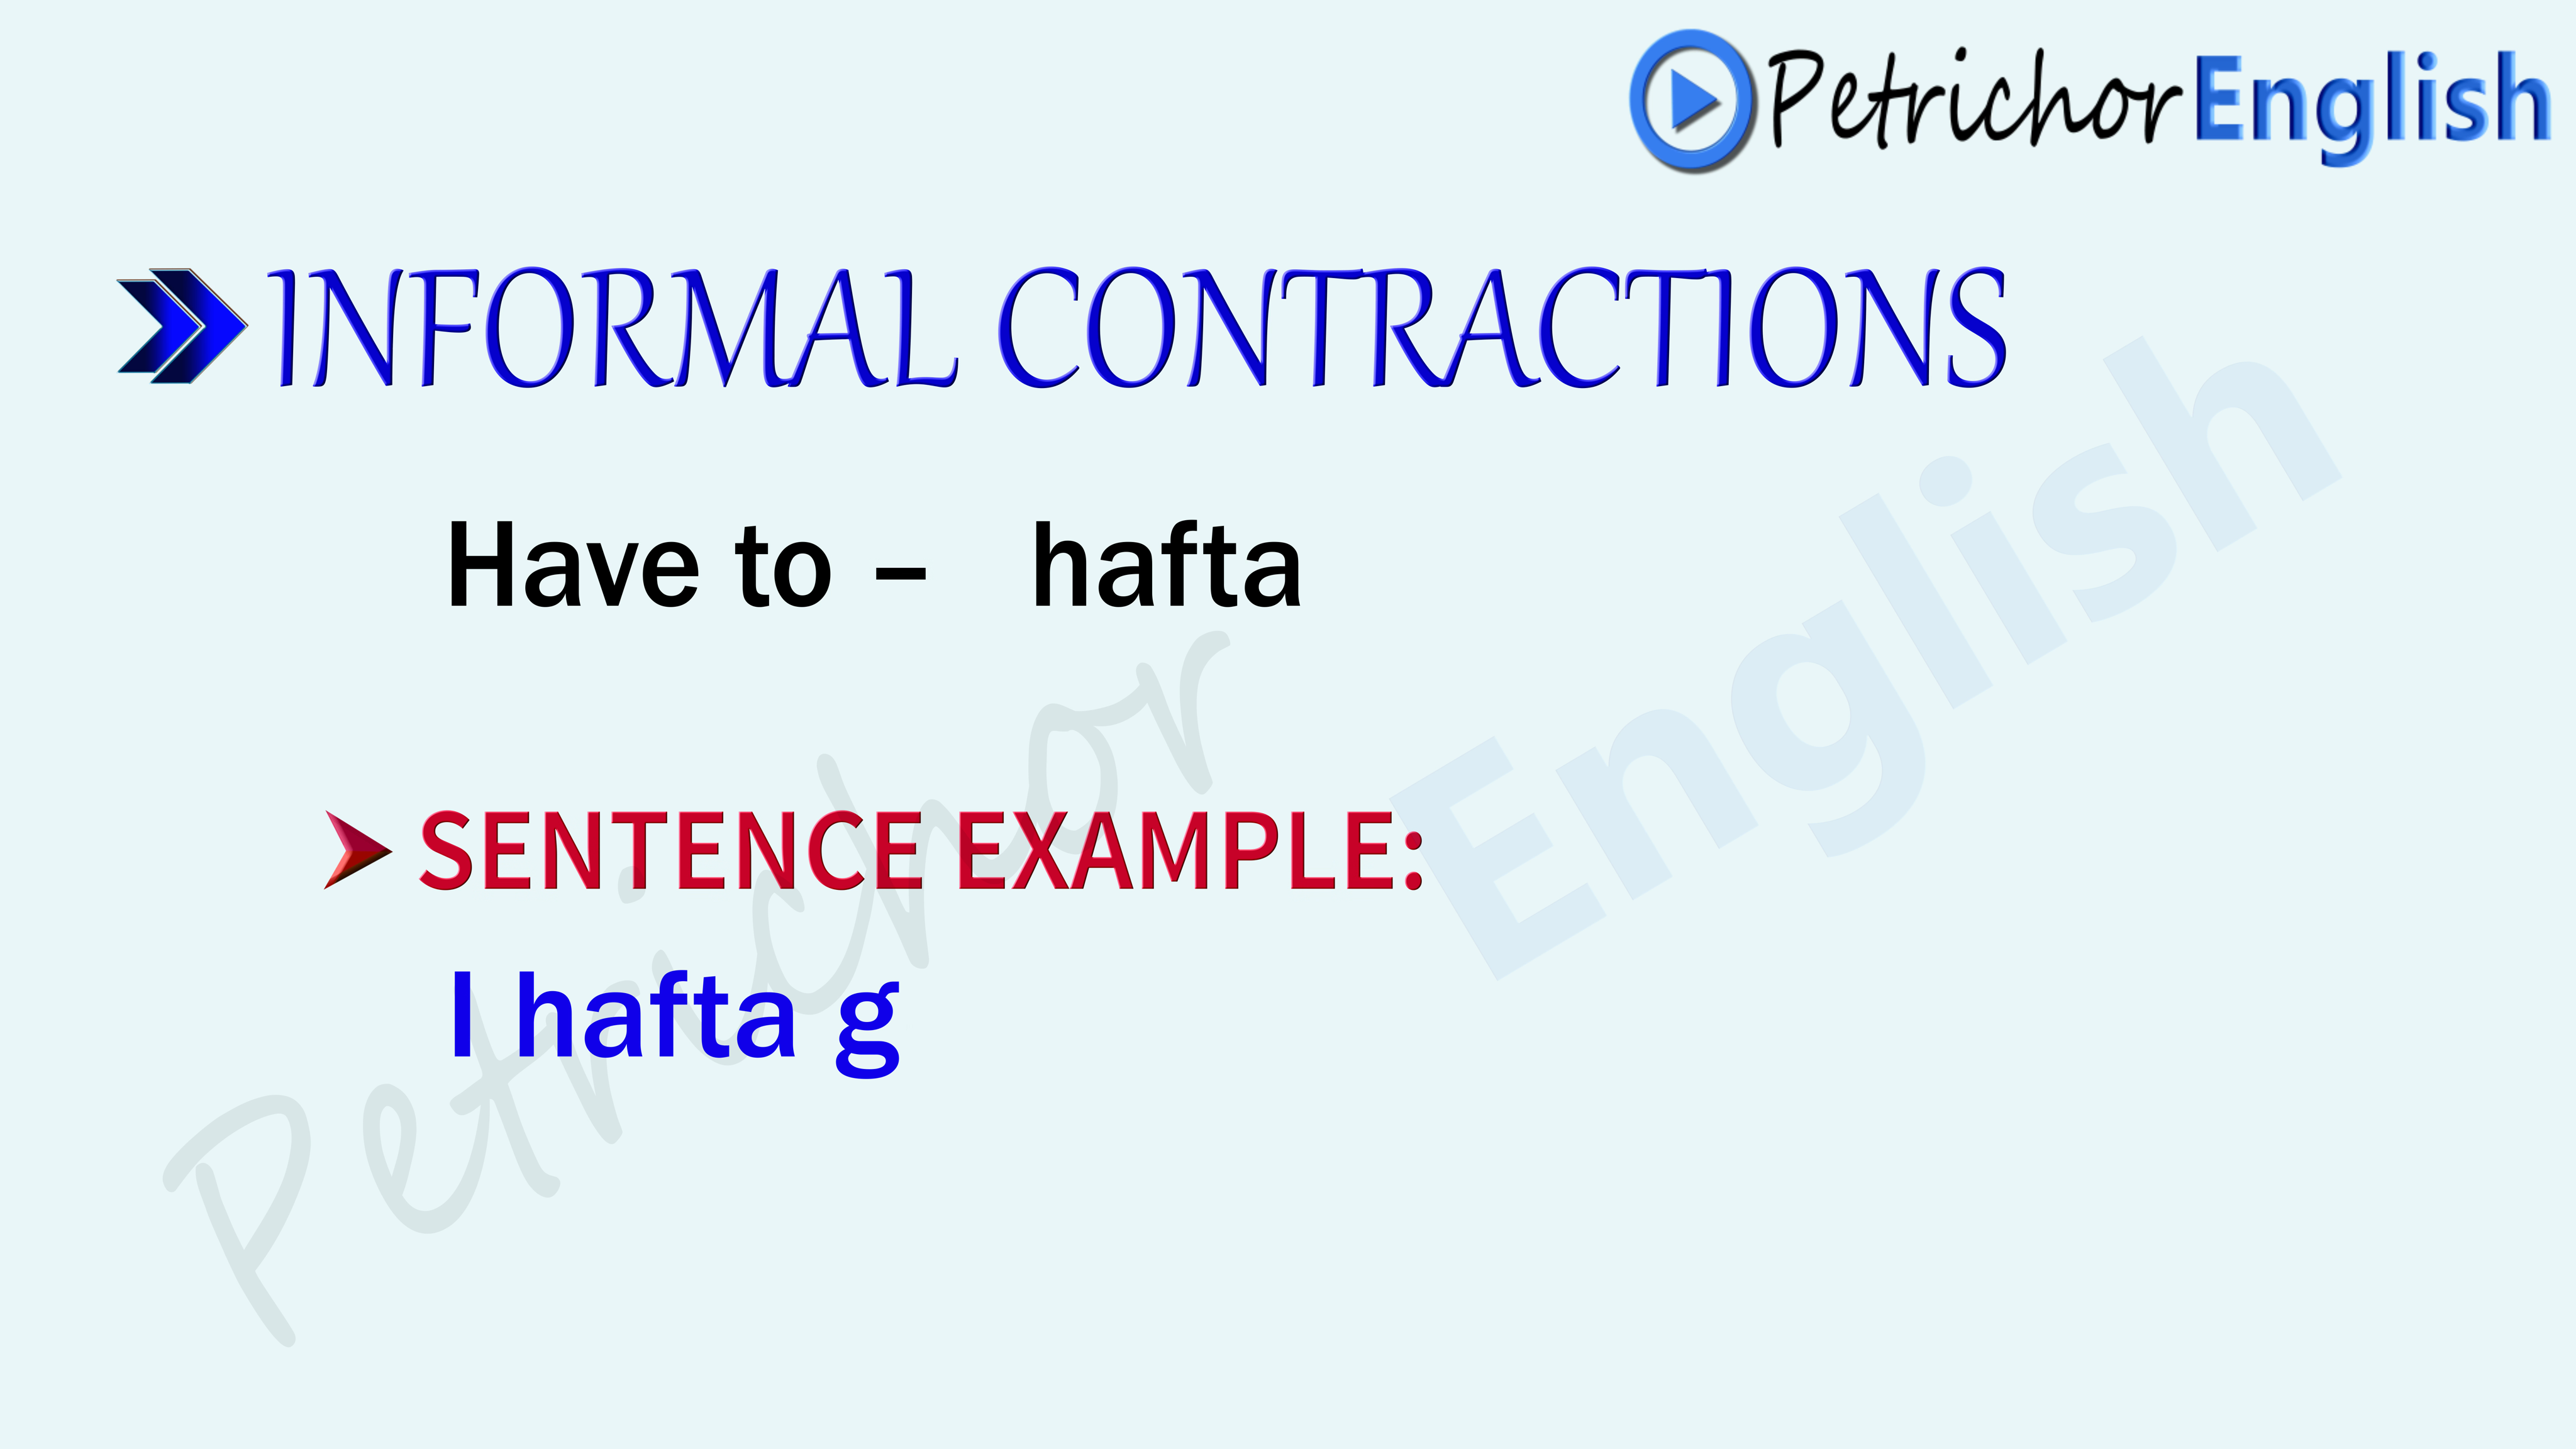 PetrichorEnglish
INFORMAL CONTRACTIONS
Have to – hafta
SENTENCE EXAMPLE:
I hafta g
Petrichor English